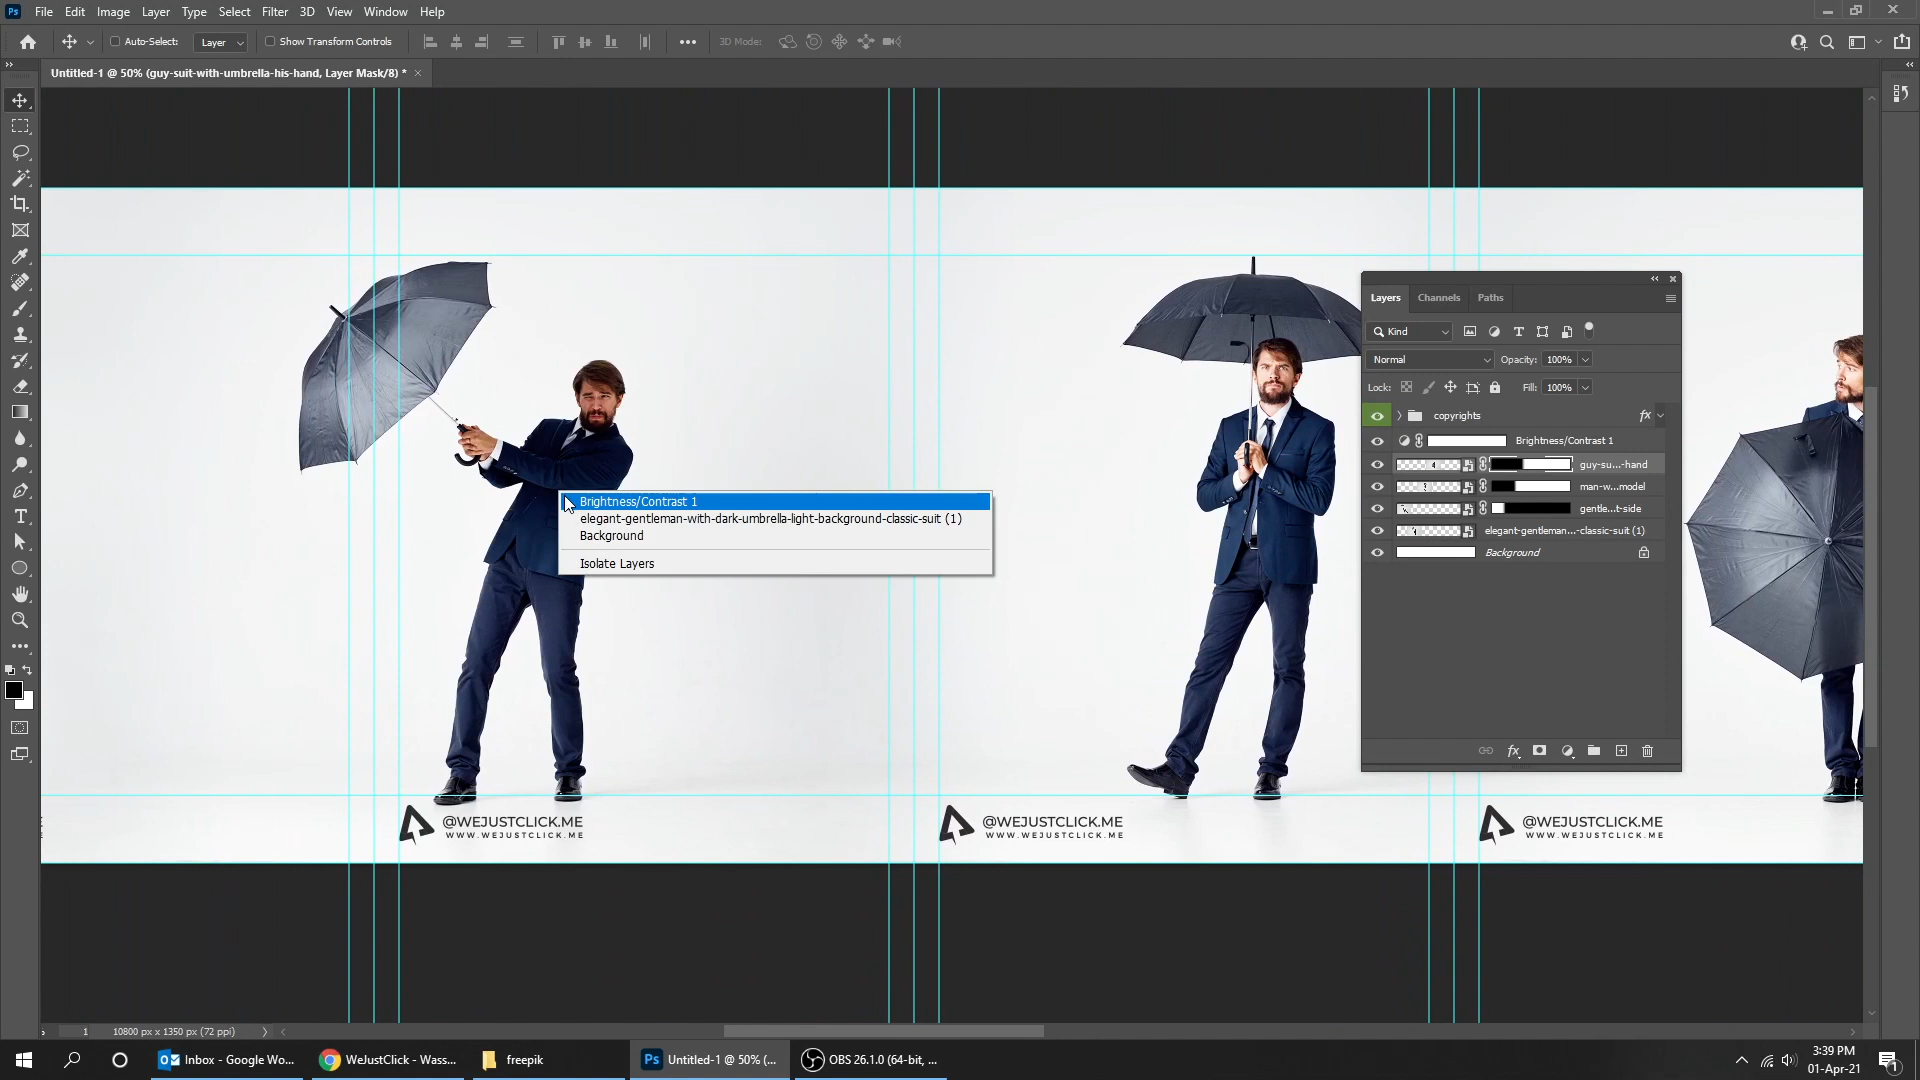 Ps File Edit Image Layer Type Select Filter 3D View Window Help
Auto-Select: Layer Show Transform Controls 3D Mode:
Untitled-1 @ 50% (guy-suit-with-umbrella-his-hand, Layer Mask/8) *
Layers Channels Paths
Kind
Normal Opacity: 100%
Lock: Fill: 100%
copyrights fx
Brightness/Contrast 1
guy-su...-hand
man-w...model
gentle...t-side
elegant-gentleman...-classic-suit (1)
Background
fx
Brightness/Contrast 1
elegant-gentleman-with-dark-umbrella-light-background-classic-suit (1)
Background
Isolate Layers
@WEJUSTCLICK.ME
WWW.WEJUSTCLICK.ME
@WEJUSTCLICK.ME
WWW.WEJUSTCLICK.ME
@WEJUSTCLICK.ME
WWW.WEJUSTCLICK.ME
1 10800 px x 1350 px (72 ppi)
Inbox - Google Wo...
WeJustClick - Wass...
freepik
Ps Untitled-1 @ 50% (...
OBS 26.1.0 (64-bit, ...
3:39 PM
01-Apr-21
1